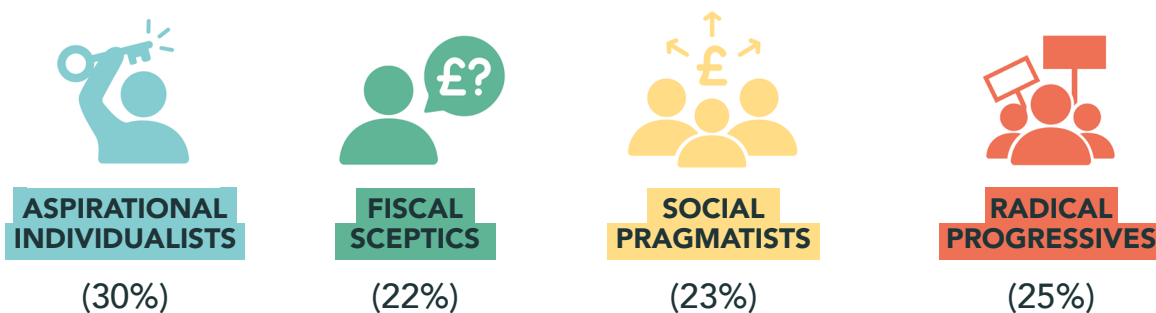 £?
£
ASPIRATIONAL
INDIVIDUALISTS
FISCAL
SCEPTICS
SOCIAL
PRAGMATISTS
RADICAL
PROGRESSIVES
(30%)
(22%)
(23%)
(25%)